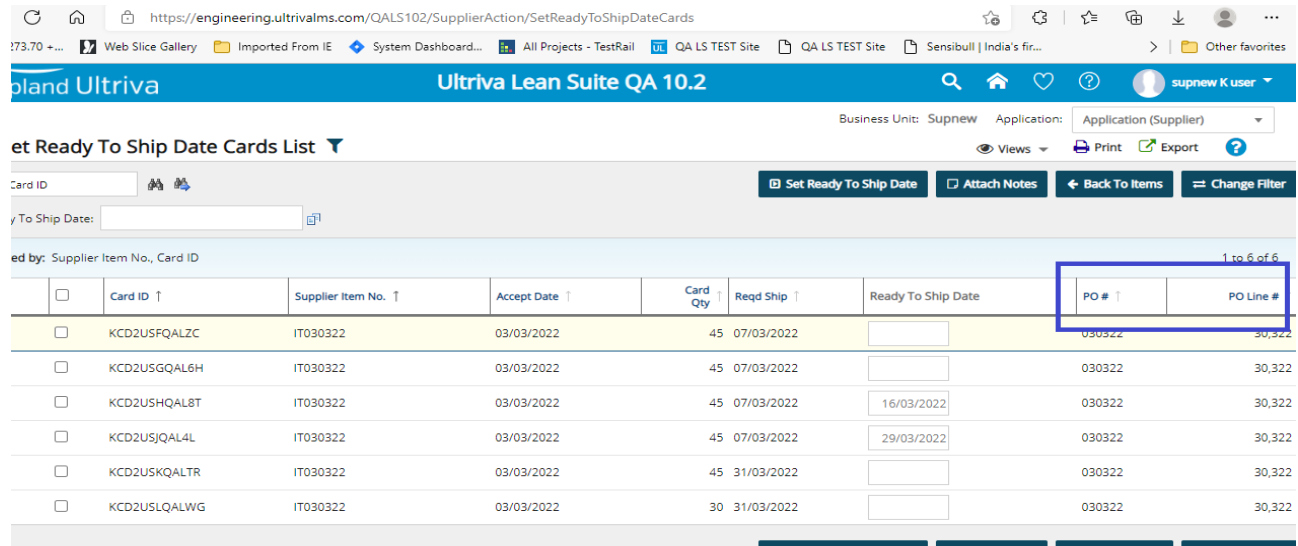 https://engineering.ultrivalms.com/QALS102/SupplierAction/SetReadyToShipDateCards
273.70 +... Web Slice Gallery Imported From IE System Dashboard... All Projects - TestRail QA LS TEST Site QA LS TEST Site Sensibull | India's fir... Other favorites
pland Ultriva Ultriva Lean Suite QA 10.2 supnew K user
Business Unit: Supnew Application: Application (Supplier)
et Ready To Ship Date Cards List Views Print Export
Card ID Set Ready To Ship Date Attach Notes Back To Items Change Filter
y To Ship Date:
ed by: Supplier Item No., Card ID 1 to 6 of 6
Card ID ↑ Supplier Item No. ↑ Accept Date ↑ Card Qty ↑ Reqd Ship ↑ Ready To Ship Date PO # ↑ PO Line #
KCD2USFQALZC IT030322 03/03/2022 45 07/03/2022 030322 30,322
KCD2USGQAL6H IT030322 03/03/2022 45 07/03/2022 030322 30,322
KCD2USHQAL8T IT030322 03/03/2022 45 07/03/2022 16/03/2022 030322 30,322
KCD2USJQAL4L IT030322 03/03/2022 45 07/03/2022 29/03/2022 030322 30,322
KCD2USKQALTR IT030322 03/03/2022 45 31/03/2022 030322 30,322
KCD2USLQALWG IT030322 03/03/2022 30 31/03/2022 030322 30,322